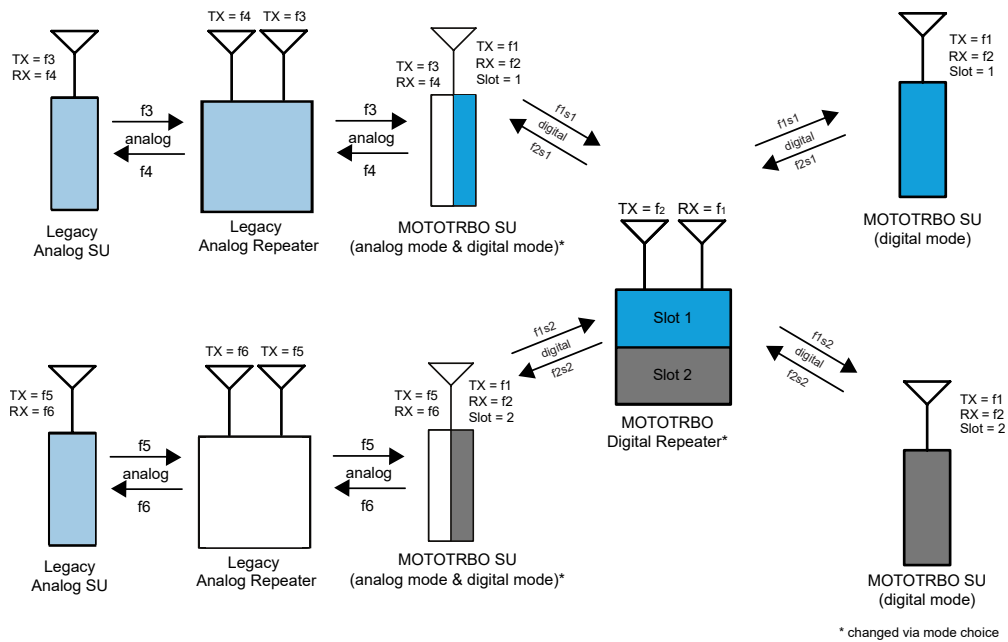 TX = f3
RX = f4
f3
analog
f4
Legacy
Analog SU
TX = f4
TX = f3
Legacy
Analog Repeater
f3
analog
f4
TX = f3
RX = f4
TX = f1
RX = f2
Slot = 1
MOTOTRBO SU
(analog mode & digital mode)*
f1s1
digital
f2s1
f1s1
digital
f2s1
TX = f1
RX = f2
Slot = 1
MOTOTRBO SU
(digital mode)
TX = f2
RX = f1
Slot 1
Slot 2
MOTOTRBO
Digital Repeater*
TX = f5
RX = f6
f5
analog
f6
Legacy
Analog SU
TX = f6
TX = f5
Legacy
Analog Repeater
f5
analog
f6
TX = f5
RX = f6
TX = f1
RX = f2
Slot = 2
MOTOTRBO SU
(analog mode & digital mode)*
f1s2
digital
f2s2
f1s2
digital
f2s2
TX = f1
RX = f2
Slot = 2
MOTOTRBO SU
(digital mode)
* changed via mode choice